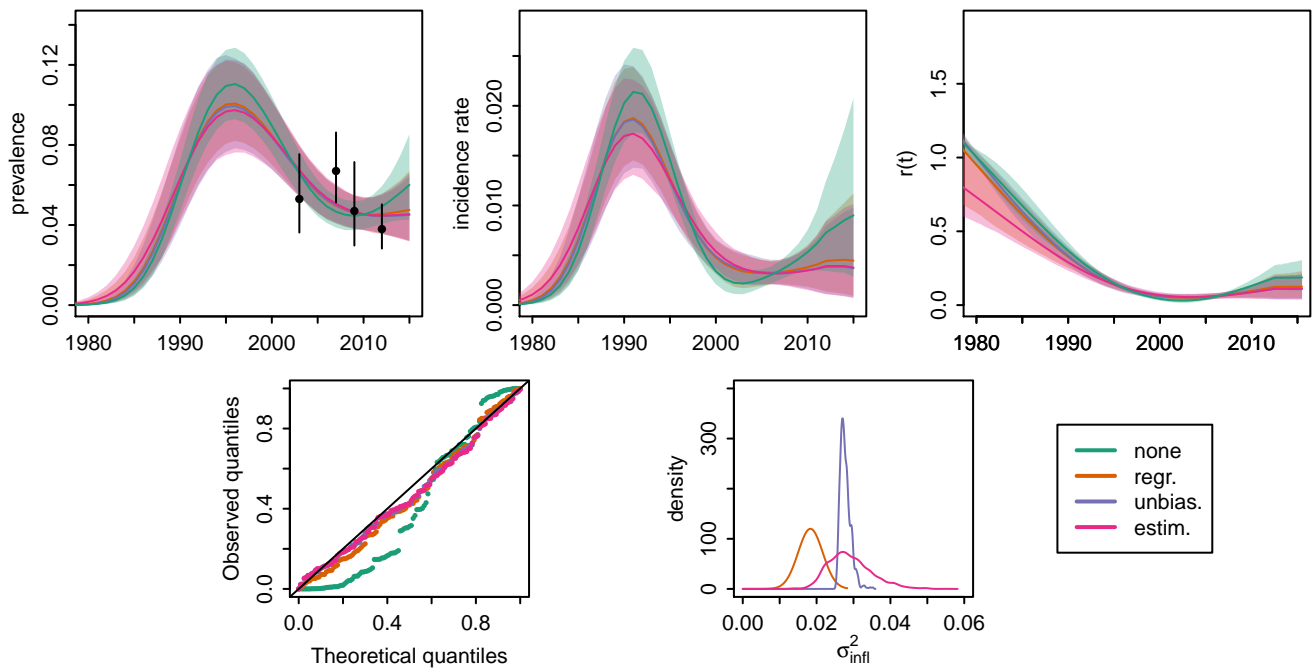 prevalence
0.00 0.04 0.08 0.12
1980 1990 2000 2010
incidence rate
0.000 0.010 0.020
1980 1990 2000 2010
r(t)
0.0 0.5 1.0 1.5
1980 1990 2000 2010
Observed quantiles
0.0 0.4 0.8
0.0 0.4 0.8
Theoretical quantiles
density
0 100 300
0.00 0.02 0.04 0.06
σ²infl
none
regr.
unbias.
estim.